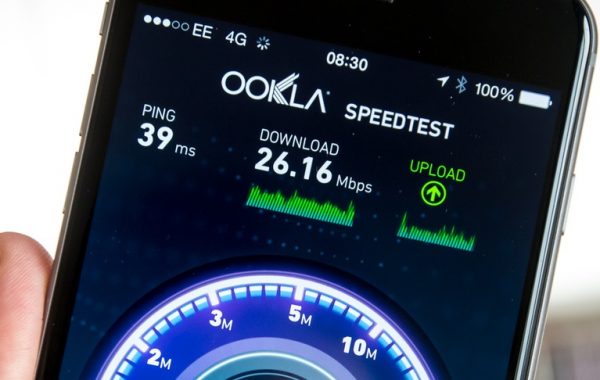 EE 4G 08:30 100%
OOKLA SPEEDTEST
PING
39 ms
DOWNLOAD
26.16 Mbps
UPLOAD
2M 3M 5M 10M